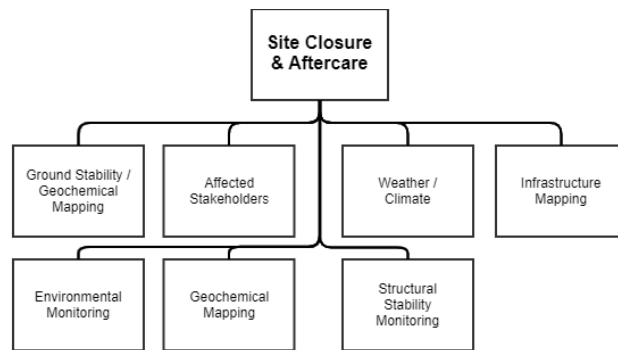 Site Closure
& Aftercare
Ground Stability /
Geochemical
Mapping
Affected
Stakeholders
Weather /
Climate
Infrastructure
Mapping
Environmental
Monitoring
Geochemical
Mapping
Structural
Stability
Monitoring